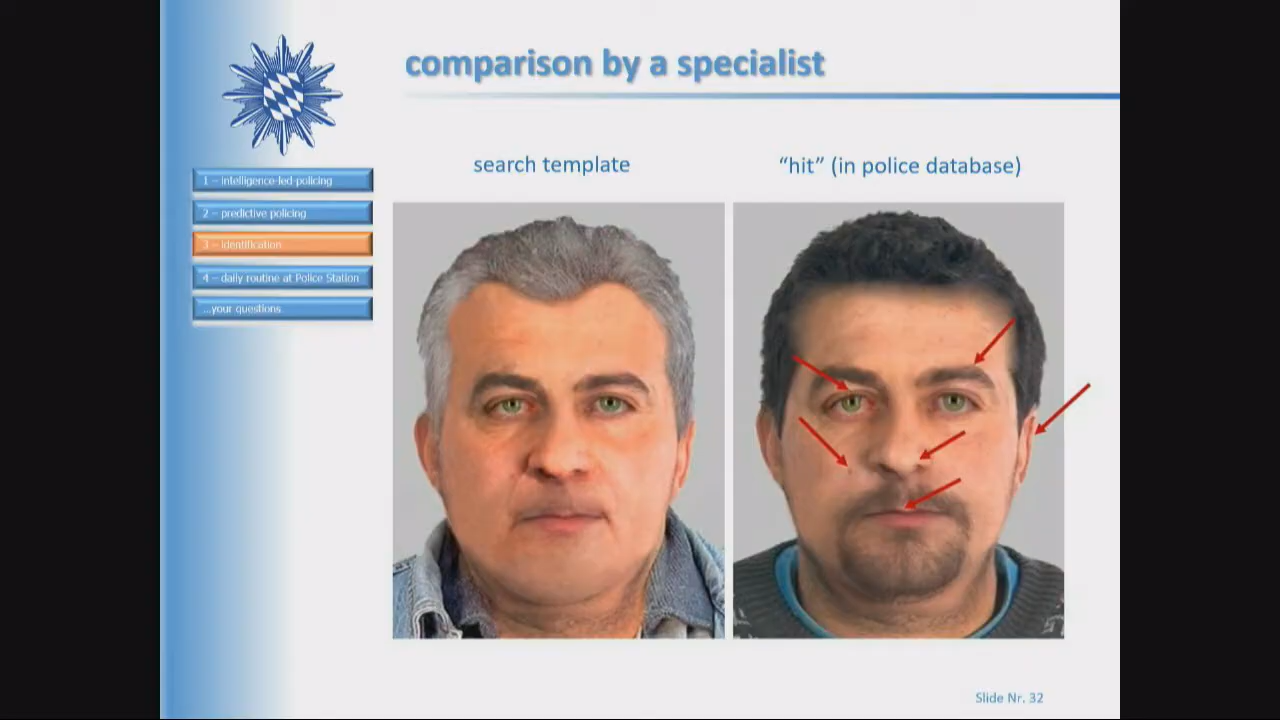 comparison by a specialist
search template
“hit” (in police database)
1 – intelligence-led-policing
2 – predictive policing
3 – identification
4 – daily routine at Police Station
...your questions
Slide Nr. 32